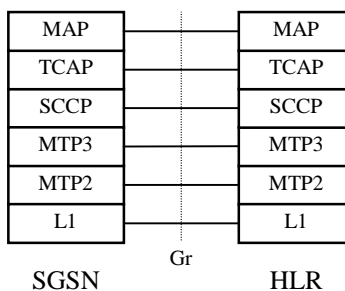 MAP MAP
TCAP TCAP
SCCP SCCP
MTP3 MTP3
MTP2 MTP2
L1 L1
Gr
SGSN HLR